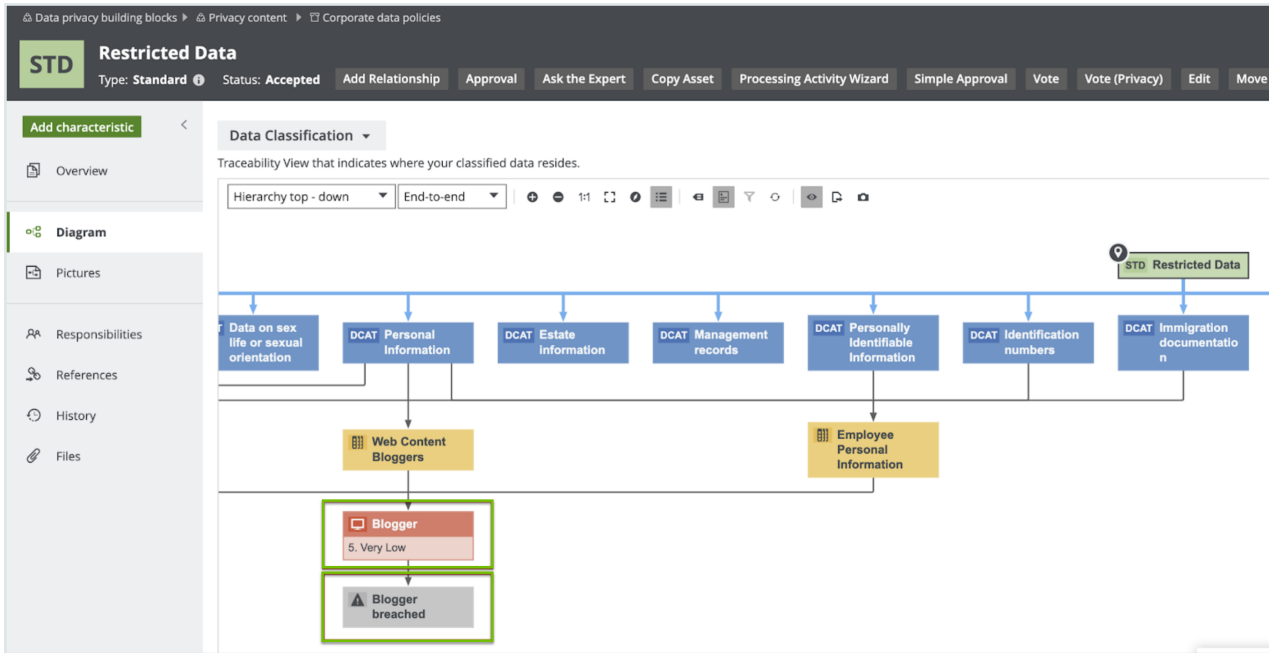 Data privacy building blocks Privacy content Corporate data policies
STD
Restricted Data
Type: Standard Status: Accepted Add Relationship Approval Ask the Expert Copy Asset Processing Activity Wizard Simple Approval Vote Vote (Privacy) Edit Move
Add characteristic
Overview
Diagram
Pictures
Responsibilities
References
History
Files
Data Classification
Traceability View that indicates where your classified data resides.
Hierarchy top - down End-to-end 1:1
STD Restricted Data
T Data on sex
life or sexual
orientation
DCAT Personal
Information
DCAT Estate
information
DCAT Management
records
DCAT Personally
Identifiable
Information
DCAT Identification
numbers
DCAT Immigration
documentatio
n
Web Content
Bloggers
Employee
Personal
Information
Blogger
5. Very Low
Blogger
breached